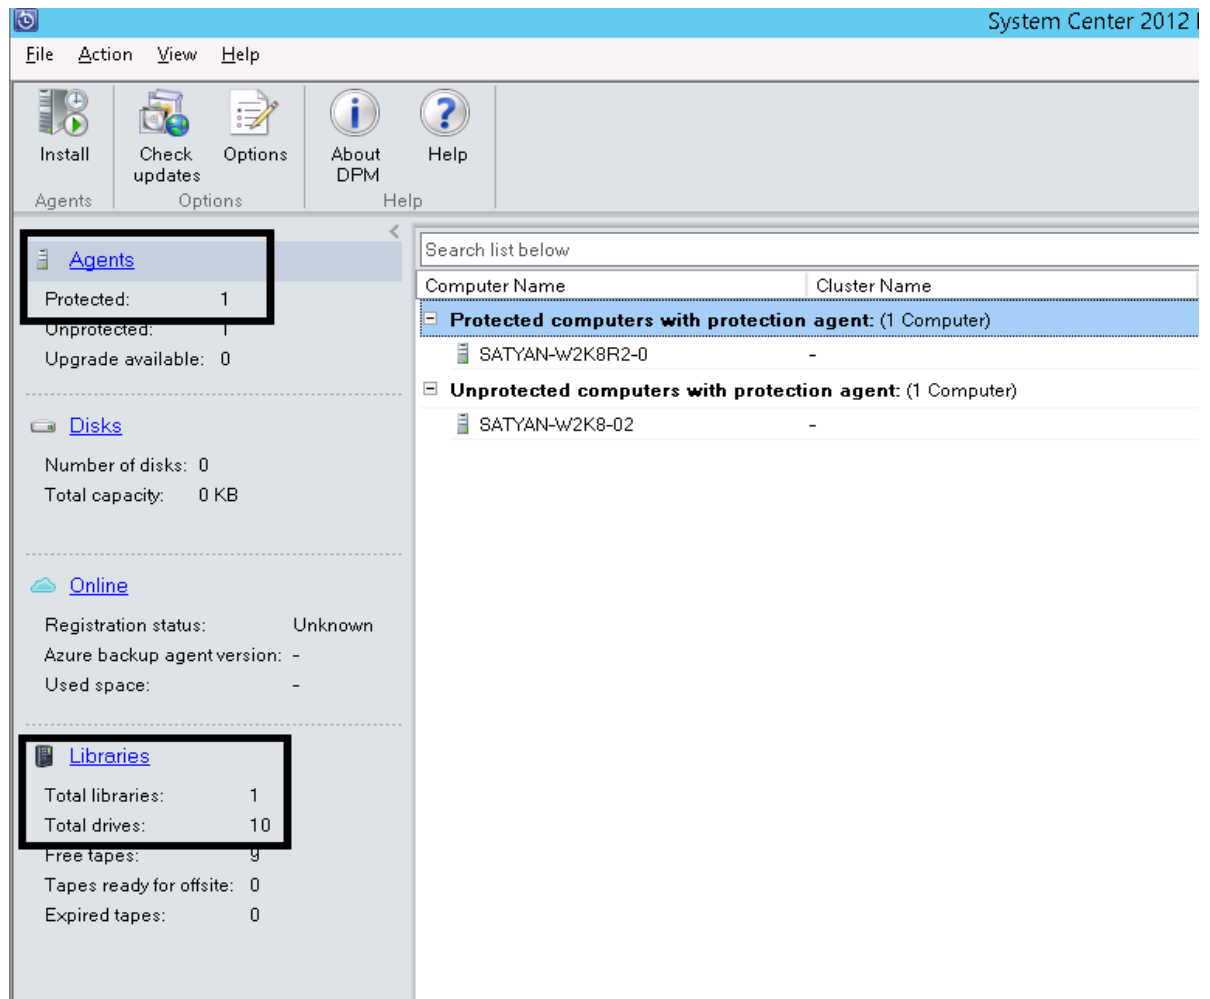 System Center 2012
File Action View Help
Install
Check updates
Options
About DPM
Help
Agents
Options
Help
<
Agents
Protected: 1
Unprotected: 1
Upgrade available: 0
Disks
Number of disks: 0
Total capacity: 0 KB
Online
Registration status: Unknown
Azure backup agent version: -
Used space: -
Libraries
Total libraries: 1
Total drives: 10
Free tapes: 9
Tapes ready for offsite: 0
Expired tapes: 0
Search list below
Computer Name Cluster Name
Protected computers with protection agent: (1 Computer)
SATYAN-W2K8R2-0 -
Unprotected computers with protection agent: (1 Computer)
SATYAN-W2K8-02 -